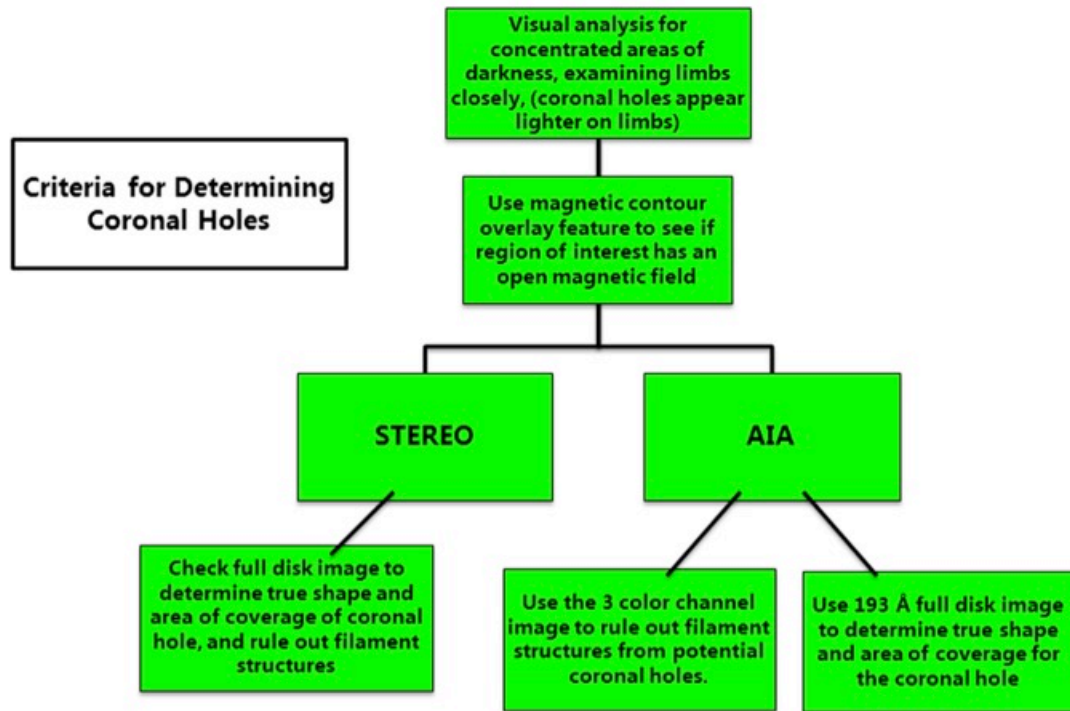 Visual analysis for
concentrated areas of
darkness, examining limbs
closely, (coronal holes appear
lighter on limbs)
Criteria for Determining
Coronal Holes
Use magnetic contour
overlay feature to see if
region of interest has an
open magnetic field
STEREO
AIA
Check full disk image to
determine true shape and
area of coverage of coronal
hole, and rule out filament
structures
Use the 3 color channel
image to rule out filament
structures from potential
coronal holes.
Use 193 Å full disk image
to determine true shape
and area of coverage for
the coronal hole